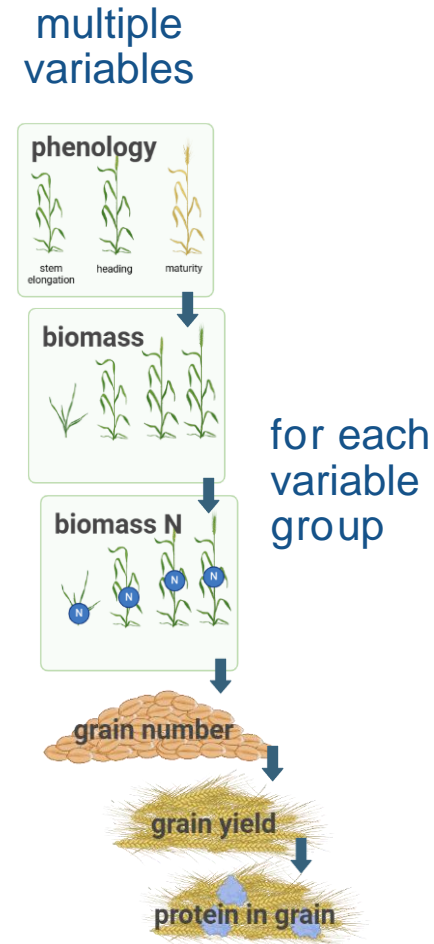 multiple
variables
phenology
stem
elongation
heading
maturity
biomass
for each
variable
group
biomass N
N
N
N
N
grain number
grain yield
protein in grain